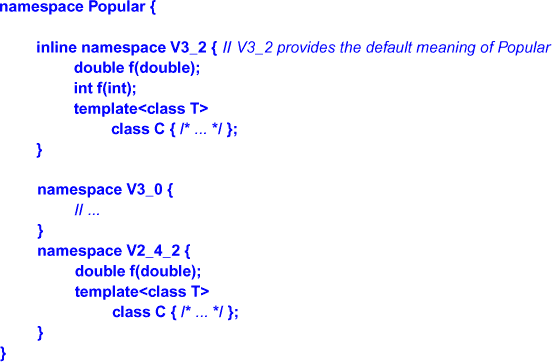 namespace Popular {
inline namespace V3_2 { // V3_2 provides the default meaning of Popular
double f(double);
int f(int);
template<class T>
class C { /* ... */ };
}
namespace V3_0 {
// ...
}
namespace V2_4_2 {
double f(double);
template<class T>
class C { /* ... */ };
}
}